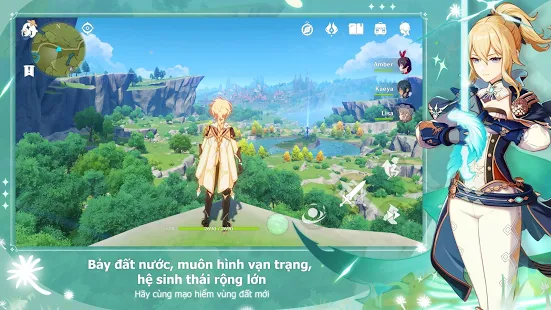 Amber
Kaeya
Lisa
Bảy đất nước, muôn hình vạn trạng,
hệ sinh thái rộng lớn
Hãy cùng mạo hiểm vùng đất mới